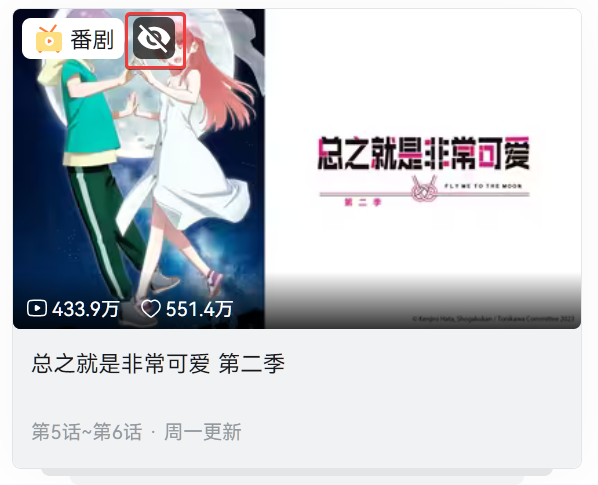 番剧
总之就是非常可爱
FLY ME TO THE MOON
第二季
433.9万 551.4万
© Kenjiro Hata, Shogakukan / Tonikawa Committee 2023
总之就是非常可爱 第二季
第5话~第6话 · 周一更新